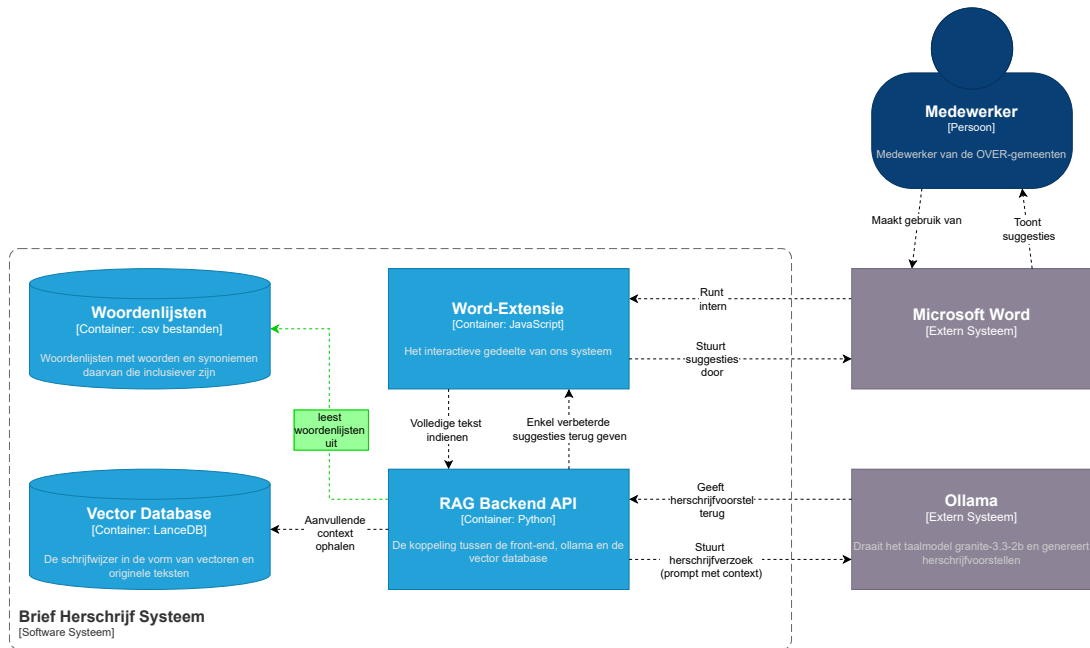 Medewerker
[Persoon]
Medewerker van de OVER-gemeenten
Maakt gebruik van
Toont
suggesties
Woordenlijsten
[Container: .csv bestanden]
Woordenlijsten met woorden en synoniemen
daarvan die inclusiever zijn
Word-Extensie
[Container: JavaScript]
Het interactieve gedeelte van ons systeem
Runt
intern
Stuurt
suggesties
door
Microsoft Word
[Extern Systeem]
leest
woordenlijsten
uit
Volledige tekst
indienen
Enkel verbeterde
suggesties terug geven
Vector Database
[Container: LanceDB]
De schrijfwijzer in de vorm van vectoren en
originele teksten
Aanvullende
context
ophalen
RAG Backend API
[Container: Python]
De koppeling tussen de front-end, ollama en de
vector database
Geeft
herschrijfvoorstel
terug
Stuurt
herschrijfverzoek
(prompt met context)
Ollama
[Extern Systeem]
Draait het taalmodel granite-3.3-2b en genereert
herschrijfvoorstellen
Brief Herschrijf Systeem
[Software Systeem]